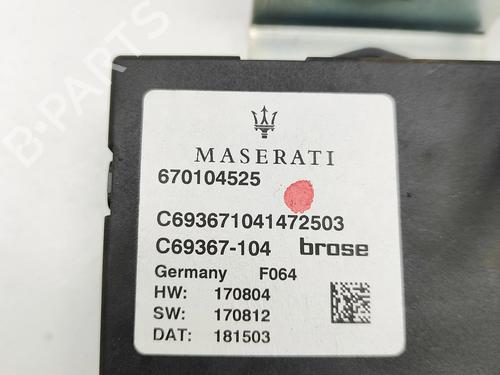 B-PARTS
MASERATI
670104525
C693671041472503
C69367-104 brose
Germany F064
HW: 170804
SW: 170812
DAT: 181503